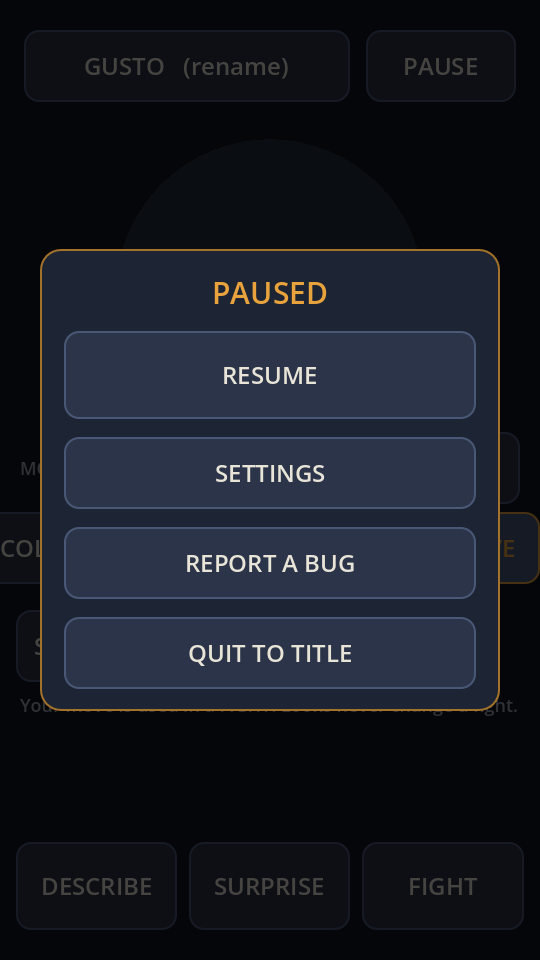 GUSTO (rename) PAUSE
PAUSED
RESUME
SETTINGS
REPORT A BUG
QUIT TO TITLE
DESCRIBE SURPRISE FIGHT